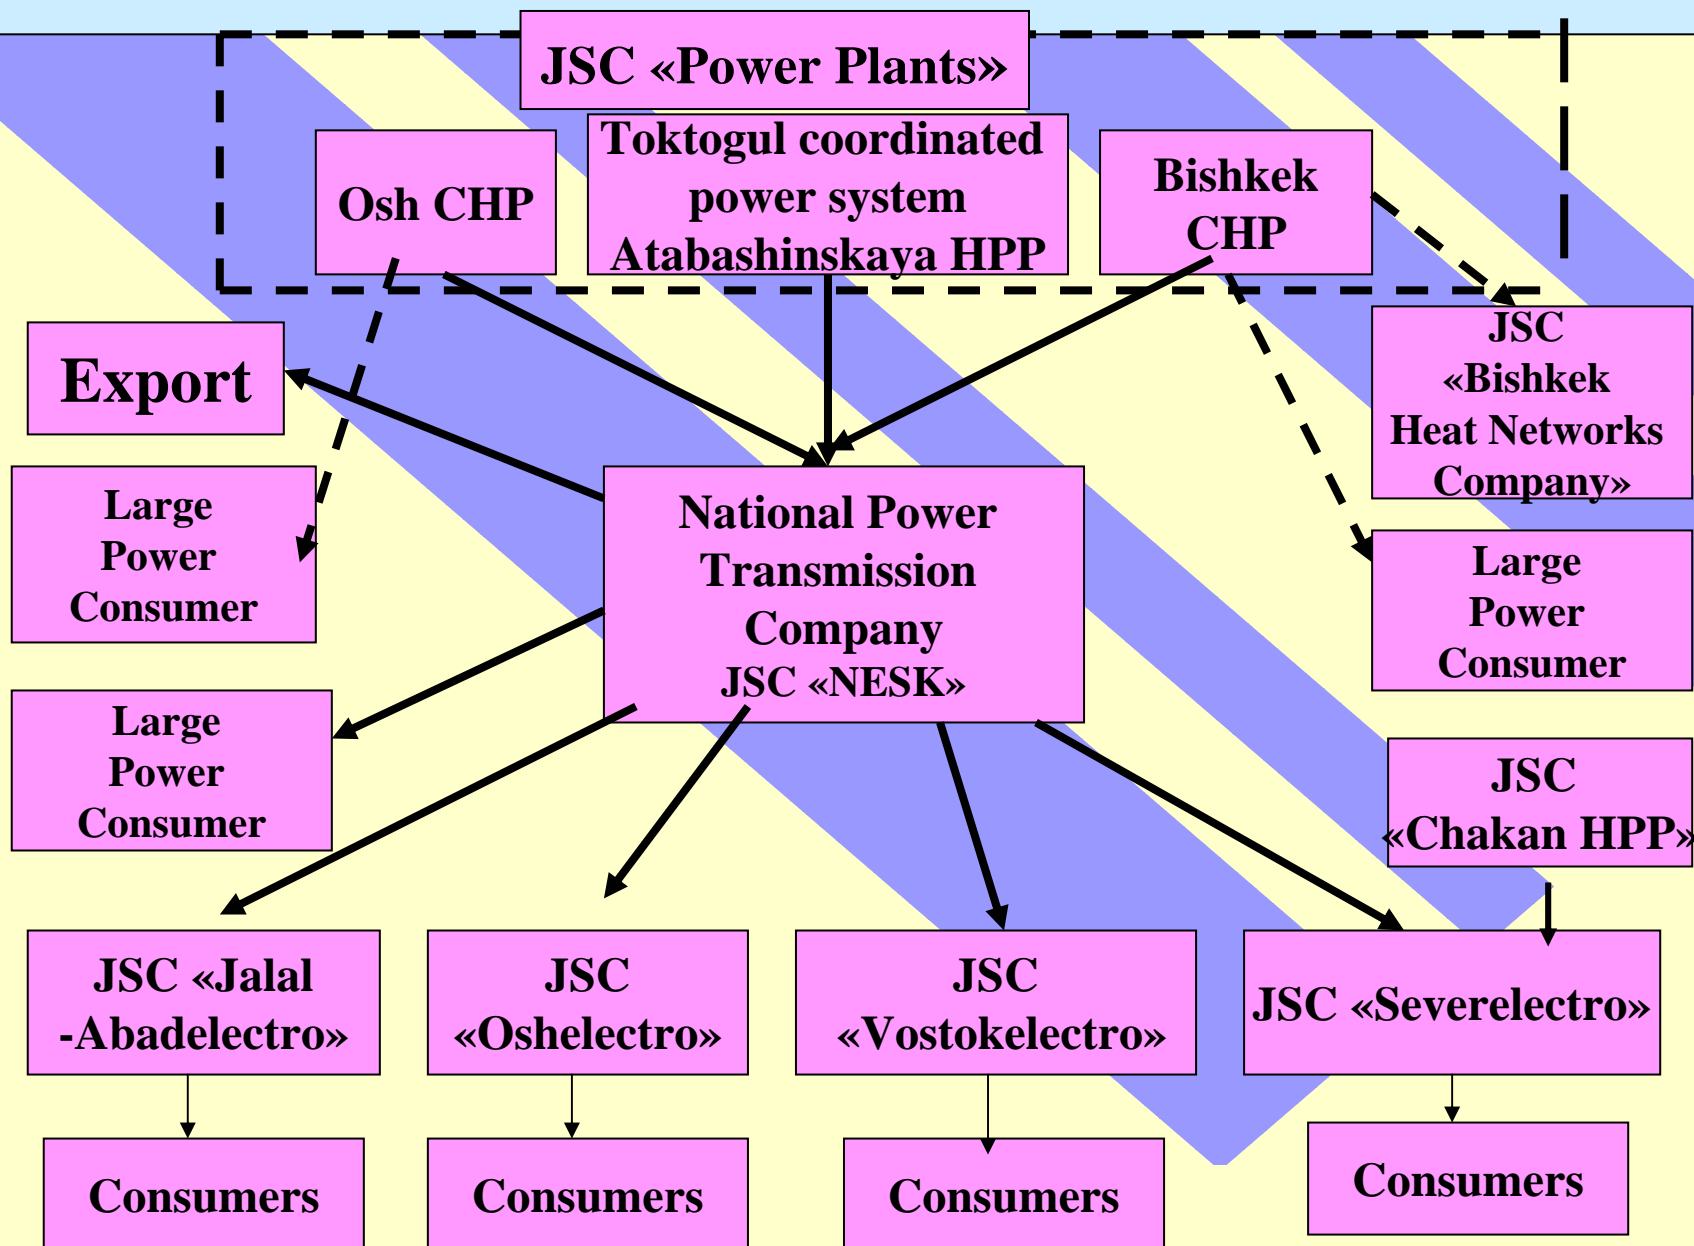 JSC «Power Plants»
Osh CHP
Toktogul coordinated
power system
Atabashinskaya HPP
Bishkek
CHP
Export
JSC
«Bishkek
Heat Networks
Company»
Large
Power
Consumer
National Power
Transmission
Company
JSC «NESK»
Large
Power
Consumer
Large
Power
Consumer
JSC
«Chakan HPP»
JSC «Jalal
-Abadelectro»
JSC
«Oshelectro»
JSC
«Vostokelectro»
JSC «Severelectro»
Consumers
Consumers
Consumers
Consumers